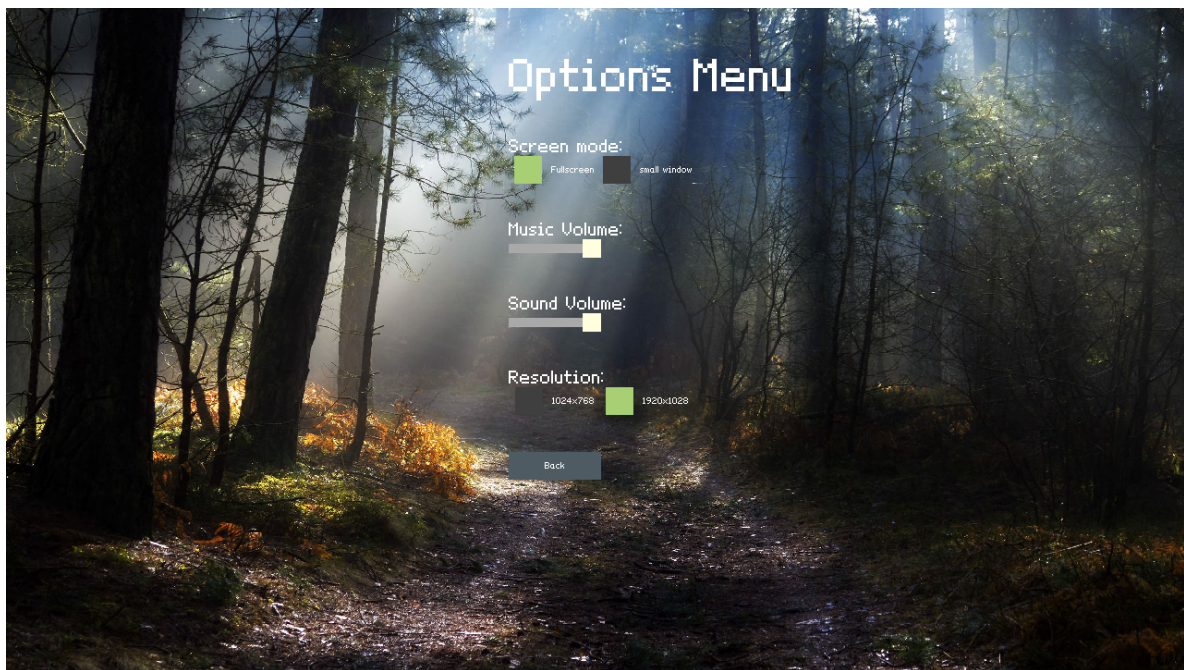 Options Menu
Screen mode:
Fullscreen small window
Music Volume:
Sound Volume:
Resolution:
1024x768 1920x1028
Back